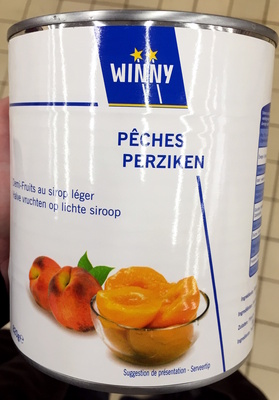 WINNY
PÊCHES
PERZIKEN
Demi-Fruits au sirop léger
Halve vruchten op lichte siroop
Suggestion de présentation - Serveertip